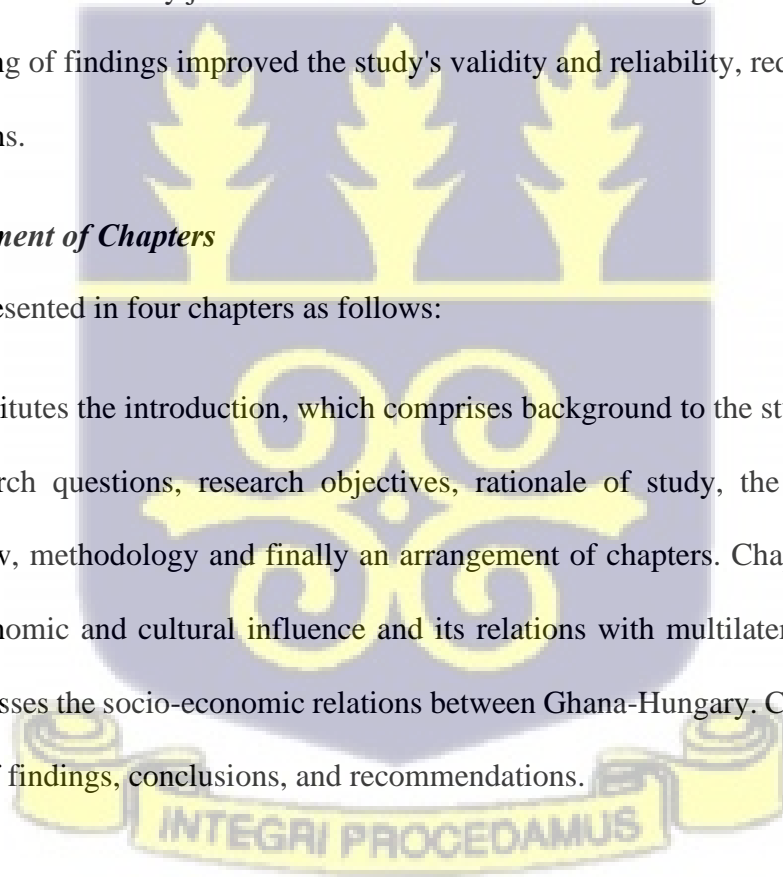 ng of findings improved the study's validity and reliability, rec
ns.
ment of Chapters
esented in four chapters as follows:
titutes the introduction, which comprises background to the st
rch questions, research objectives, rationale of study, the
w, methodology and finally an arrangement of chapters. Cha
nomic and cultural influence and its relations with multilater
sses the socio-economic relations between Ghana-Hungary. C
f findings, conclusions, and recommendations.
INTEGRI PROCEDAMUS